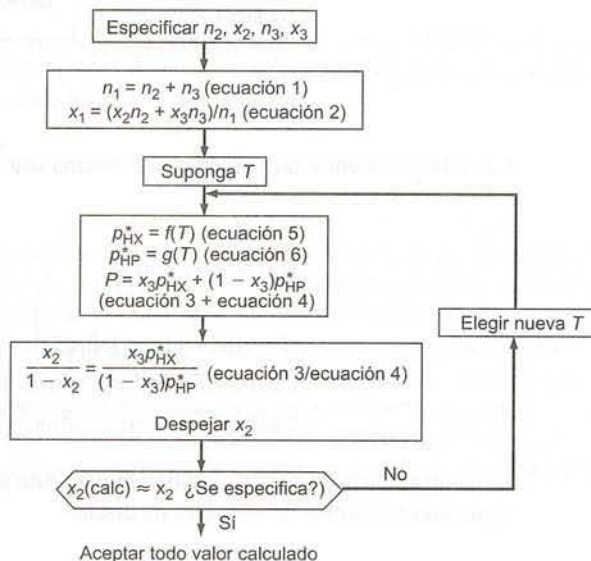 Especificar n₂, x₂, n₃, x₃
n₁ = n₂ + n₃ (ecuación 1)
x₁ = (x₂n₂ + x₃n₃)/n₁ (ecuación 2)
Suponga T
p*HX = f(T) (ecuación 5)
p*HP = g(T) (ecuación 6)
P = x₃p*HX + (1 − x₃)p*HP
(ecuación 3 + ecuación 4)
Elegir nueva T
x₂/(1 − x₂) = x₃p*HX/((1 − x₃)p*HP) (ecuación 3/ecuación 4)
Despejar x₂
x₂(calc) ≈ x₂ ¿Se especifica?)
No
Sí
Aceptar todo valor calculado